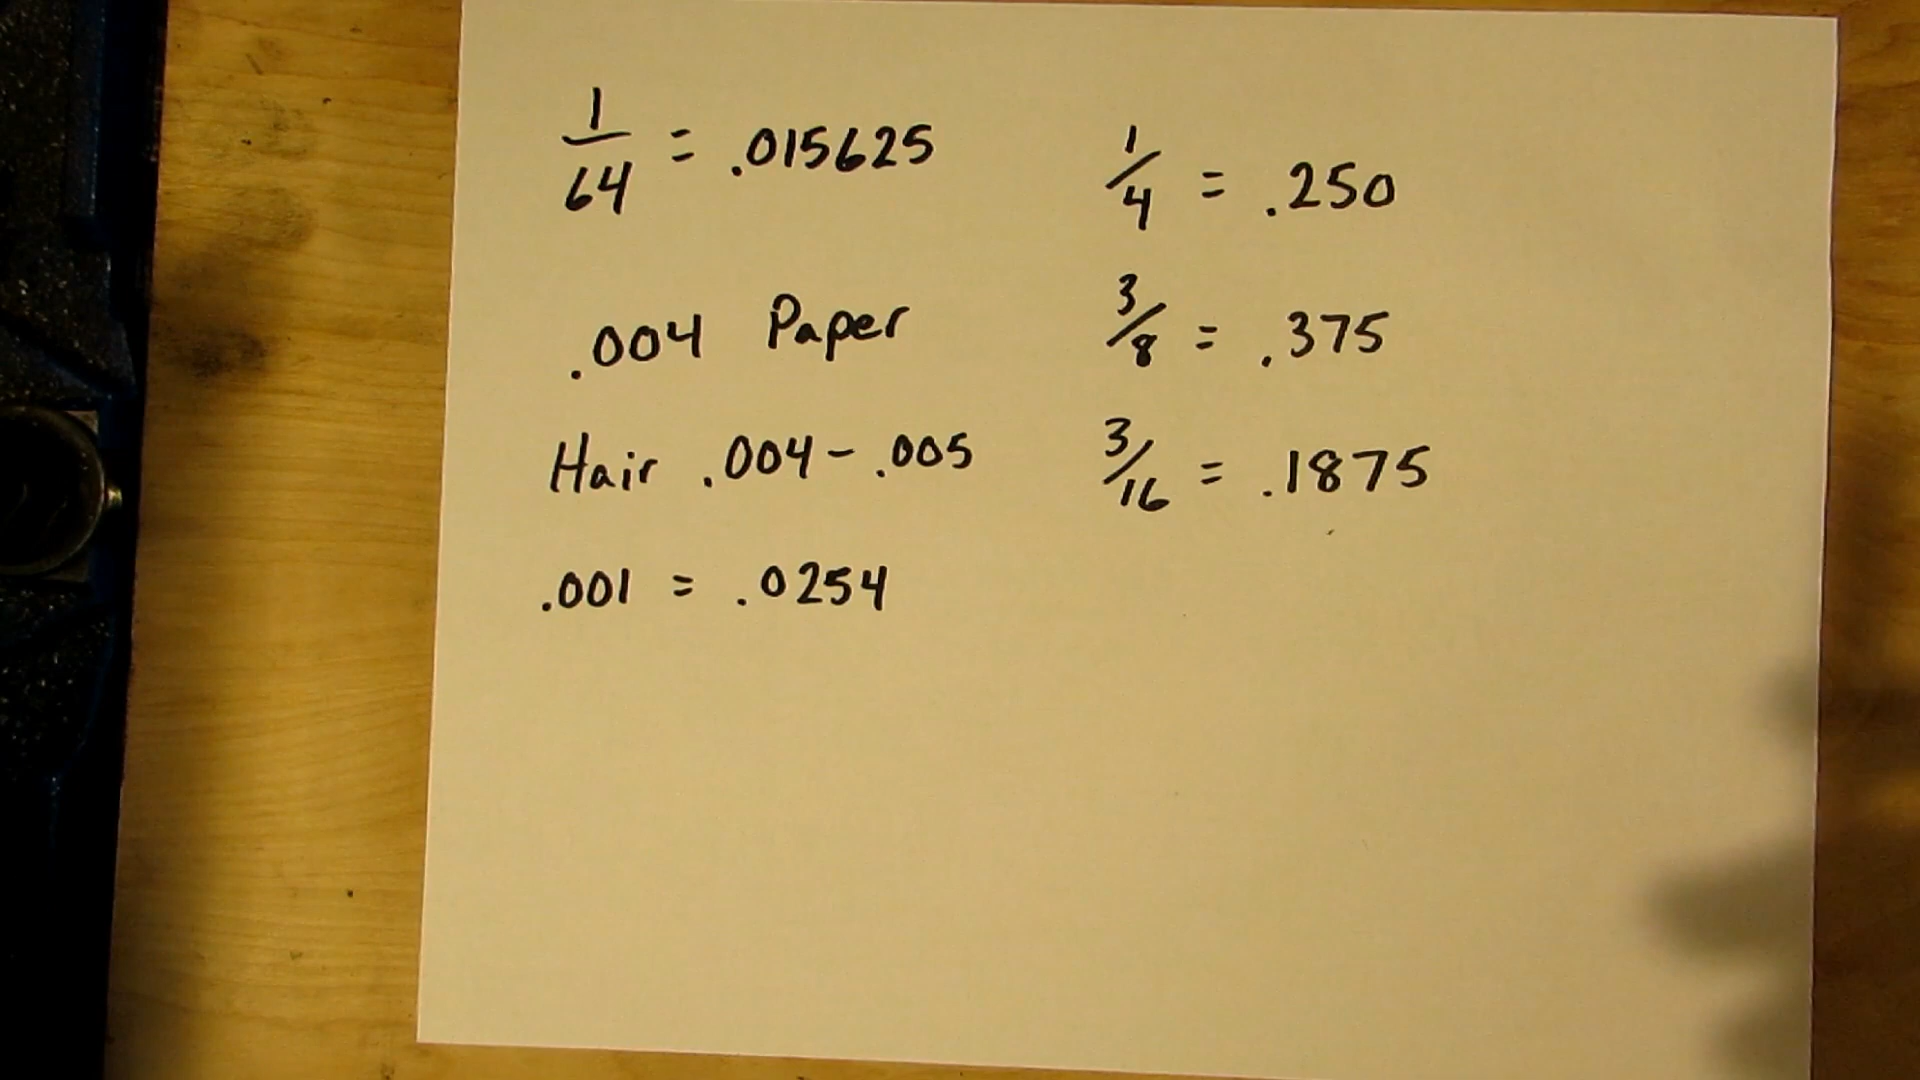 1/64 = .015625
.004 Paper
Hair .004 - .005
.001 = .0254
1/4 = .250
3/8 = .375
3/16 = .1875